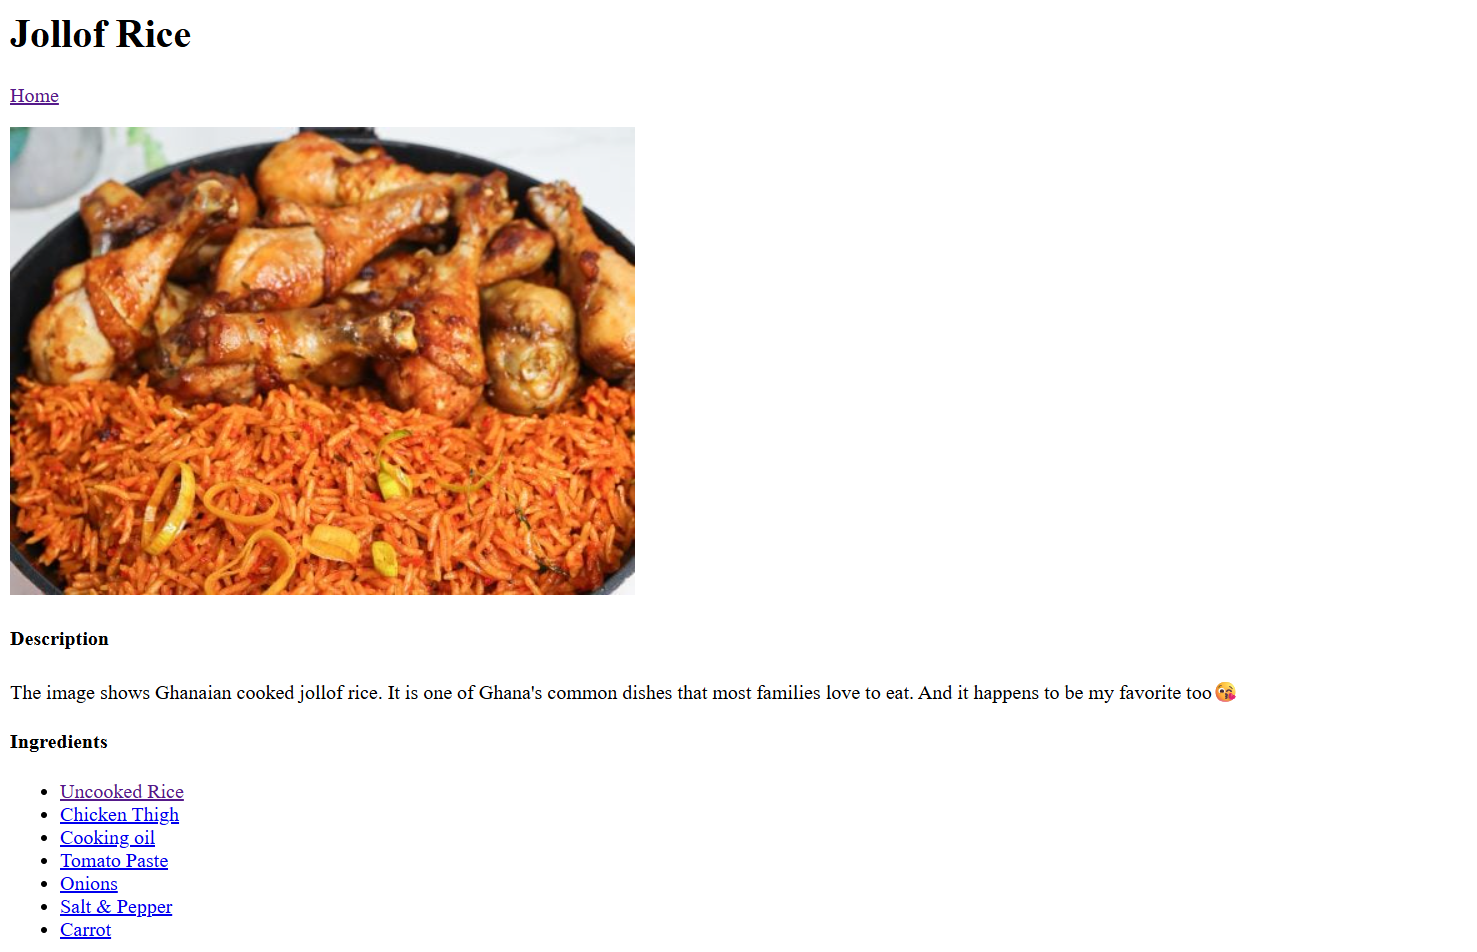 Jollof Rice
Home
Description
The image shows Ghanaian cooked jollof rice. It is one of Ghana's common dishes that most families love to eat. And it happens to be my favorite too😘
Ingredients
Uncooked Rice
Chicken Thigh
Cooking oil
Tomato Paste
Onions
Salt & Pepper
Carrot